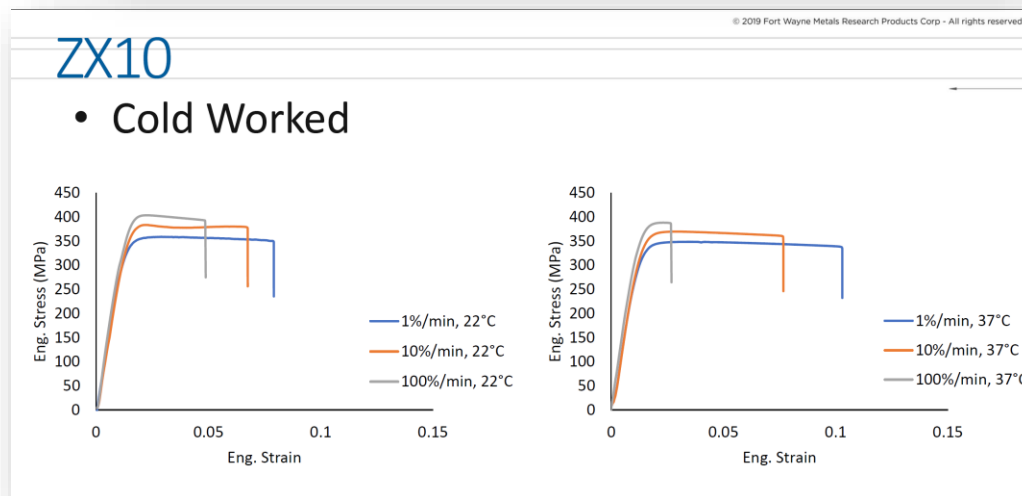 © 2019 Fort Wayne Metals Research Products Corp - All rights reserved
ZX10
• Cold Worked
450
400
350
300
250
200
150
100
50
0
Eng. Stress (MPa)
0 0.05 0.1 0.15
Eng. Strain
1%/min, 22°C
10%/min, 22°C
100%/min, 22°C
450
400
350
300
250
200
150
100
50
0
Eng. Stress (MPa)
0 0.05 0.1 0.15
Eng. Strain
1%/min, 37°C
10%/min, 37°C
100%/min, 37°C